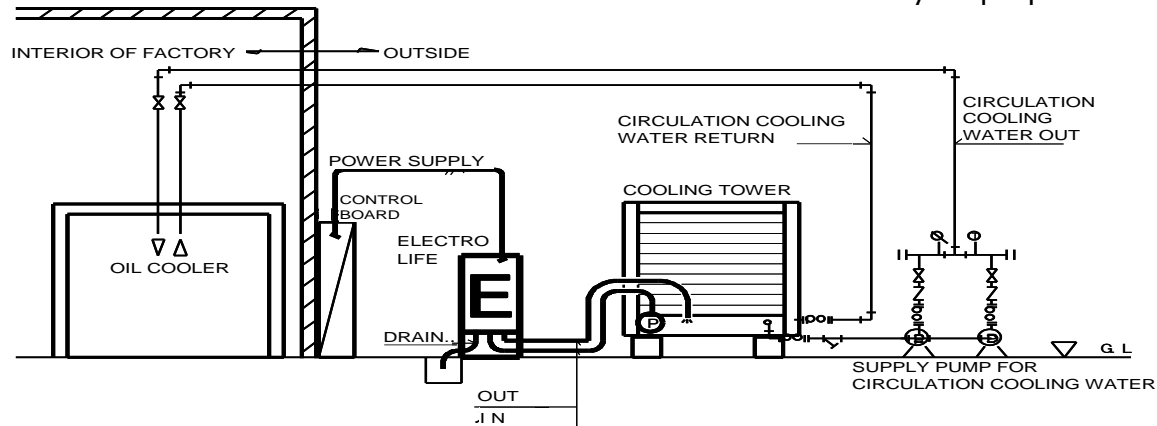 INTERIOR OF FACTORY
OUTSIDE
CIRCULATION COOLING
WATER RETURN
CIRCULATION
COOLING
WATER OUT
POWER SUPPLY
CONTROL
BOARD
COOLING TOWER
ELECTRO
LIFE
OIL COOLER
E
P
DRAIN..
P
P
G L
SUPPLY PUMP FOR
CIRCULATION COOLING WATER
OUT
IN